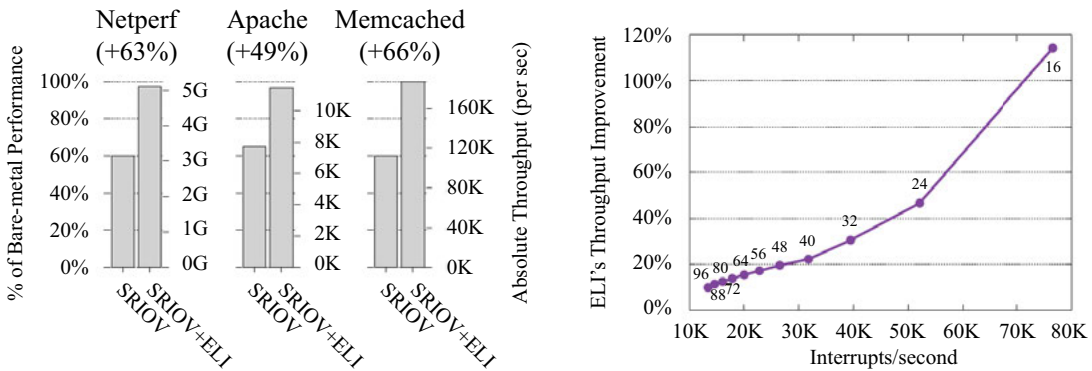 Netperf
(+63%)
Apache
(+49%)
Memcached
(+66%)
% of Bare-metal Performance
100%
80%
60%
40%
20%
0%
5G
4G
3G
2G
1G
0G
10K
8K
6K
4K
2K
0K
160K
120K
80K
40K
0K
Absolute Throughput (per sec)
SRIOV
SRIOV+ELI
SRIOV
SRIOV+ELI
SRIOV
SRIOV+ELI
ELI's Throughput Improvement
120%
100%
80%
60%
40%
20%
0%
96
88
80
72
64
56
48
40
32
24
16
10K 20K 30K 40K 50K 60K 70K 80K
Interrupts/second